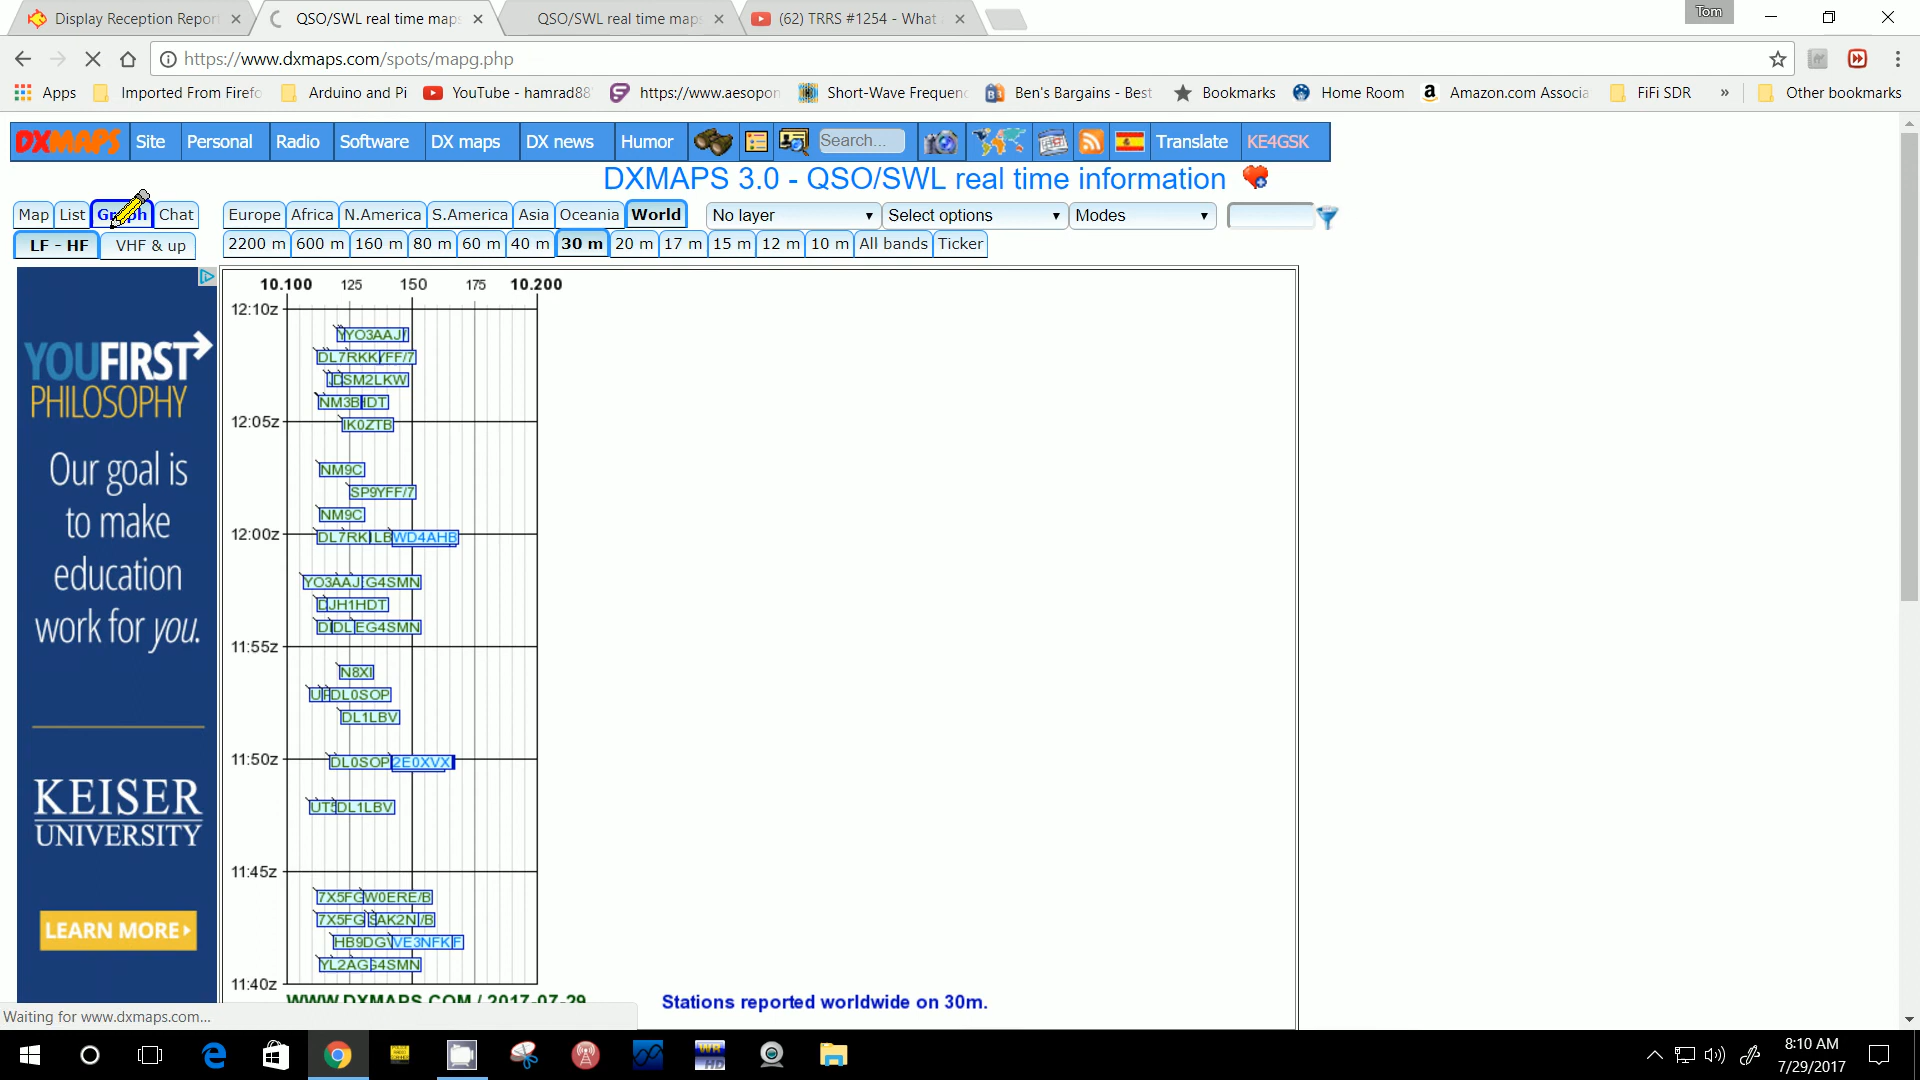 Display Reception Repor
QSO/SWL real time maps
QSO/SWL real time maps
(62) TRRS #1254 - What
Tom
https://www.dxmaps.com/spots/mapg.php
Apps
Imported From Firefo
Arduino and Pi
YouTube - hamrad88
https://www.aesopon
Short-Wave Frequenc
Ben's Bargains - Best
Bookmarks
Home Room
Amazon.com Associa
FiFi SDR
»
Other bookmarks
DXMAPS Site Personal Radio Software DX maps DX news Humor Search... Translate KE4GSK
DXMAPS 3.0 - QSO/SWL real time information
Map List Graph Chat Europe Africa N.America S.America Asia Oceania World No layer Select options Modes
LF - HF VHF & up 2200 m 600 m 160 m 80 m 60 m 40 m 30 m 20 m 17 m 15 m 12 m 10 m All bands Ticker
YOUFIRST
PHILOSOPHY
Our goal is
to make
education
work for you.
KEISER
UNIVERSITY
LEARN MORE
10.100 125 150 175 10.200
12:10z
YO3AAJ
DL7RKK FF/7
SM2LKW
NM3B HDT
12:05z
IK0ZTB
NM9C
SP9YFF/7
NM9C
12:00z
DL7RK LB WD4AHB
YO3AAJ G4SMN
JH1HDT
DL EG4SMN
11:55z
N8XI
DL0SOP
DL1LBV
11:50z
DL0SOP 2E0XVX
UT5 DL1LBV
11:45z
7X5FG W0ERE/B
7X5FG AK2N /B
HB9DG VE3NFK F
YL2AG G4SMN
11:40z
WWW.DXMAPS.COM / 2017-07-29
Stations reported worldwide on 30m.
Waiting for www.dxmaps.com...
8:10 AM
7/29/2017